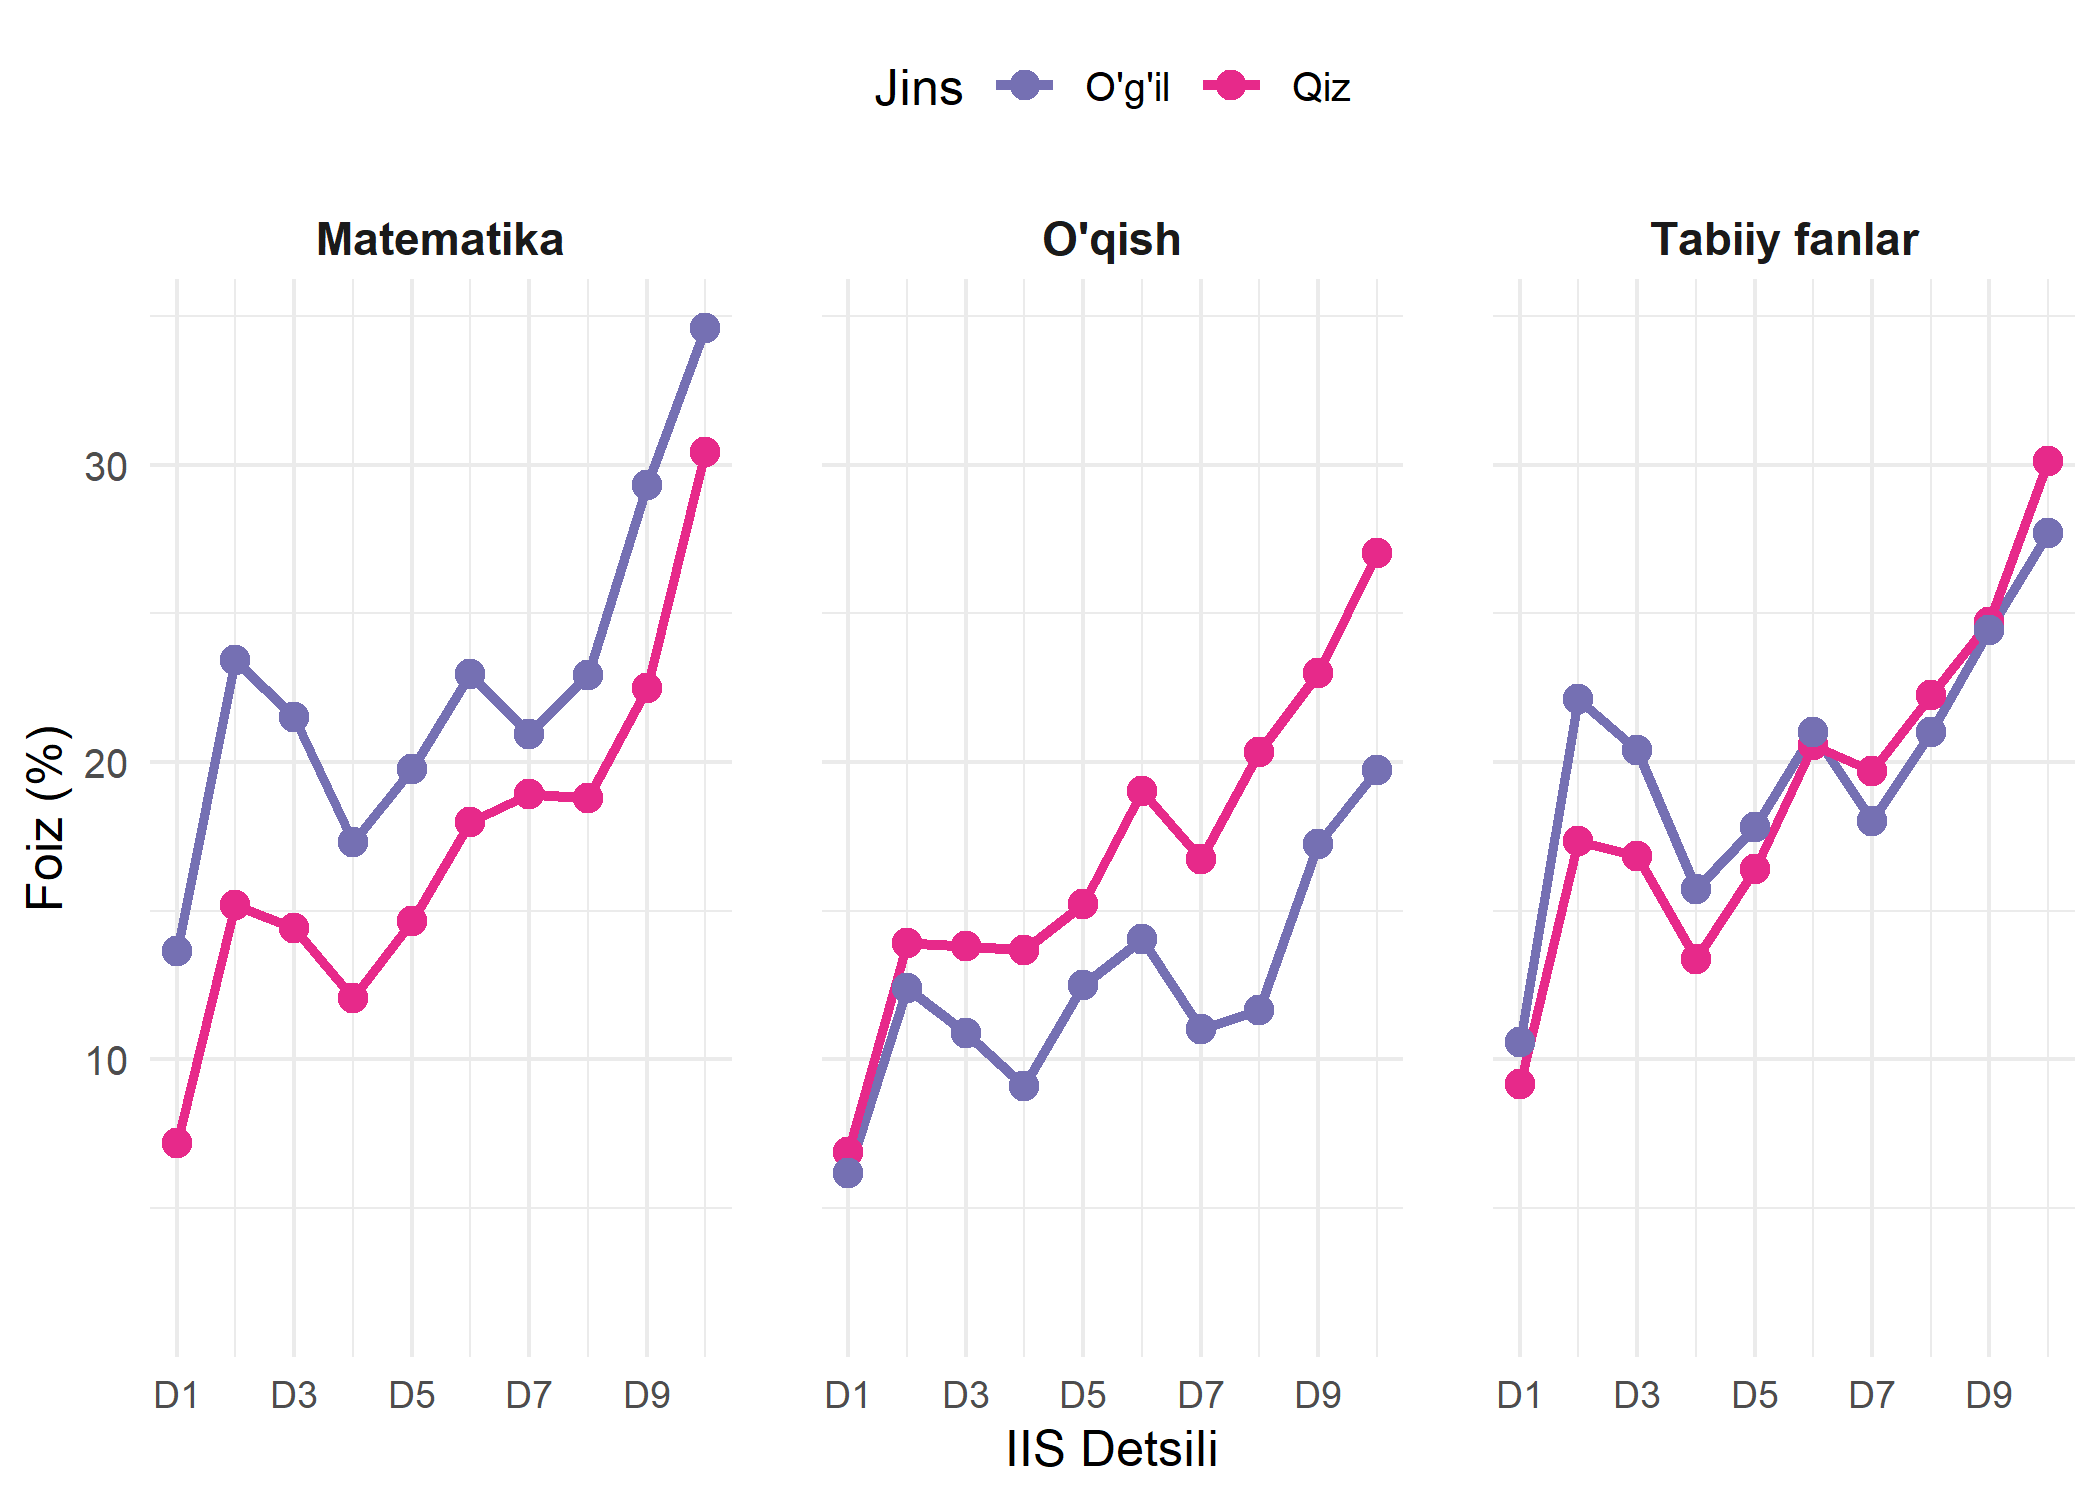 Jins O'g'il Qiz
Matematika O'qish Tabiiy fanlar
Foiz (%)
30
20
10
D1 D3 D5 D7 D9 D1 D3 D5 D7 D9 D1 D3 D5 D7 D9
IIS Detsili